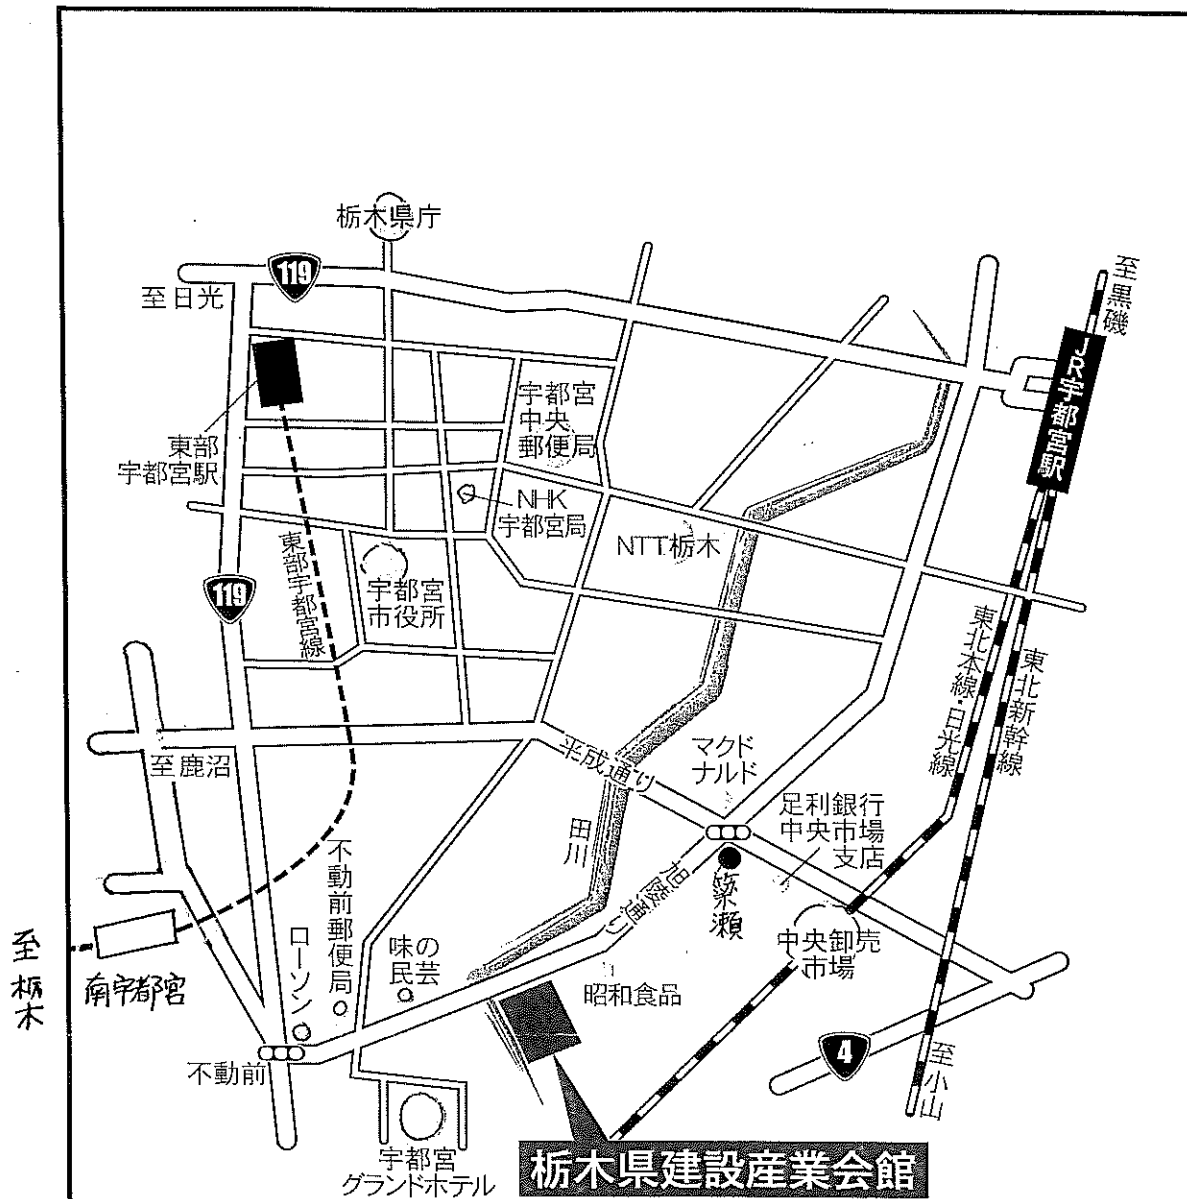 栃木県庁
119
至日光
至黒磯
JR宇都宮駅
宇都宮
中央
郵便局
東部
宇都宮駅
NHK
宇都宮局
NTT栃木
東部宇都宮線
119
宇都宮
市役所
東北本線・日光線
東北新幹線
至鹿沼
平成通り
マクド
ナルド
足利銀行
中央市場
支店
田川
旭陵通り
簗瀬
不動前郵便局
ローソン
味の
民芸
中央卸売
市場
昭和食品
至栃木
南宇都宮
不動前
4
至小山
宇都宮
グランドホテル
栃木県建設産業会館